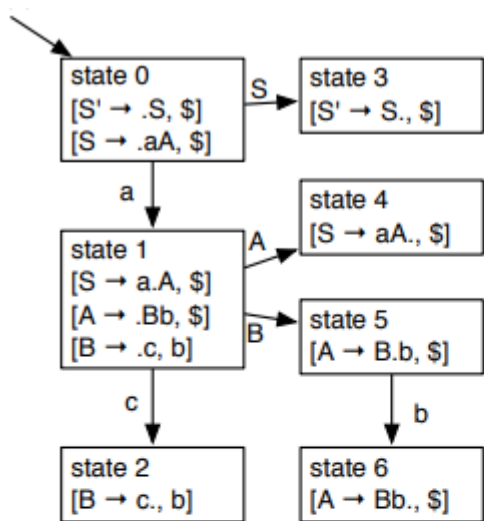 state 0
[S' → .S, $]
[S → .aA, $]
S
state 3
[S' → S., $]
a
state 1
[S → a.A, $]
[A → .Bb, $]
[B → .c, b]
A
state 4
[S → aA., $]
B
state 5
[A → B.b, $]
c
b
state 2
[B → c., b]
state 6
[A → Bb., $]